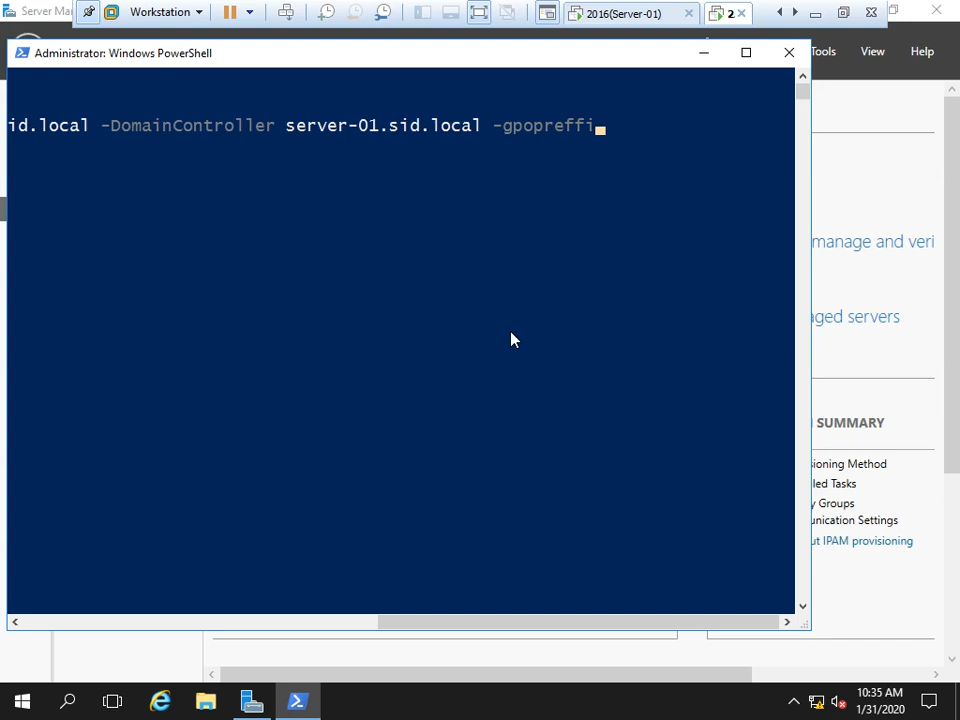 Server Ma
Workstation
2016(Server-01)
2
Administrator: Windows PowerShell
Tools View Help
id.local -DomainController server-01.sid.local -gpopreffi
manage and veri
aged servers
SUMMARY
sioning Method
led Tasks
y Groups
unication Settings
ut IPAM provisioning
10:35 AM
1/31/2020